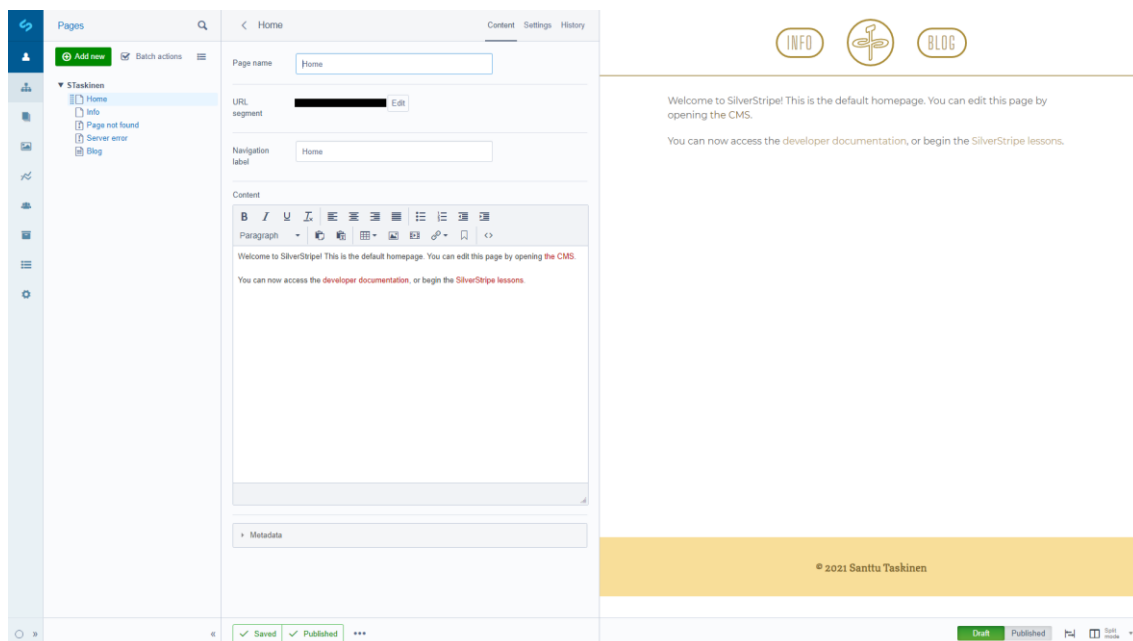 Pages
Add new
Batch actions
STaskinen
Home
Info
Page not found
Server error
Blog
Home
Content Settings History
Page name
Home
URL
segment
Edit
Navigation
label
Home
Content
B I U Tx
Paragraph
Welcome to SilverStripe! This is the default homepage. You can edit this page by opening the CMS.
You can now access the developer documentation, or begin the SilverStripe lessons.
Metadata
Saved
Published
INFO
BLOG
Welcome to SilverStripe! This is the default homepage. You can edit this page by
opening the CMS.
You can now access the developer documentation, or begin the SilverStripe lessons.
© 2021 Santtu Taskinen
Draft
Published
Split
mode